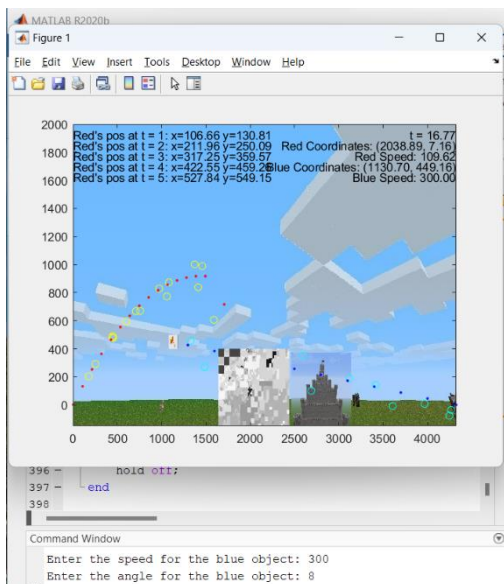 MATLAB R2020b
Figure 1
File Edit View Insert Tools Desktop Window Help
2000
1800
1600
1400
1200
1000
800
600
400
200
0
Red's pos at t = 1: x=106.66 y=130.81
Red's pos at t = 2: x=211.96 y=250.09
Red's pos at t = 3: x=317.25 y=359.57
Red's pos at t = 4: x=422.55 y=459.26
Red's pos at t = 5: x=527.84 y=549.15
t = 16.77
Red Coordinates: (2038.89, 7.16)
Red Speed: 109.62
Blue Coordinates: (1130.70, 449.16)
Blue Speed: 300.00
0 500 1000 1500 2000 2500 3000 3500 4000
396 hold off;
397 end
398
Command Window
Enter the speed for the blue object: 300
Enter the angle for the blue object: 8